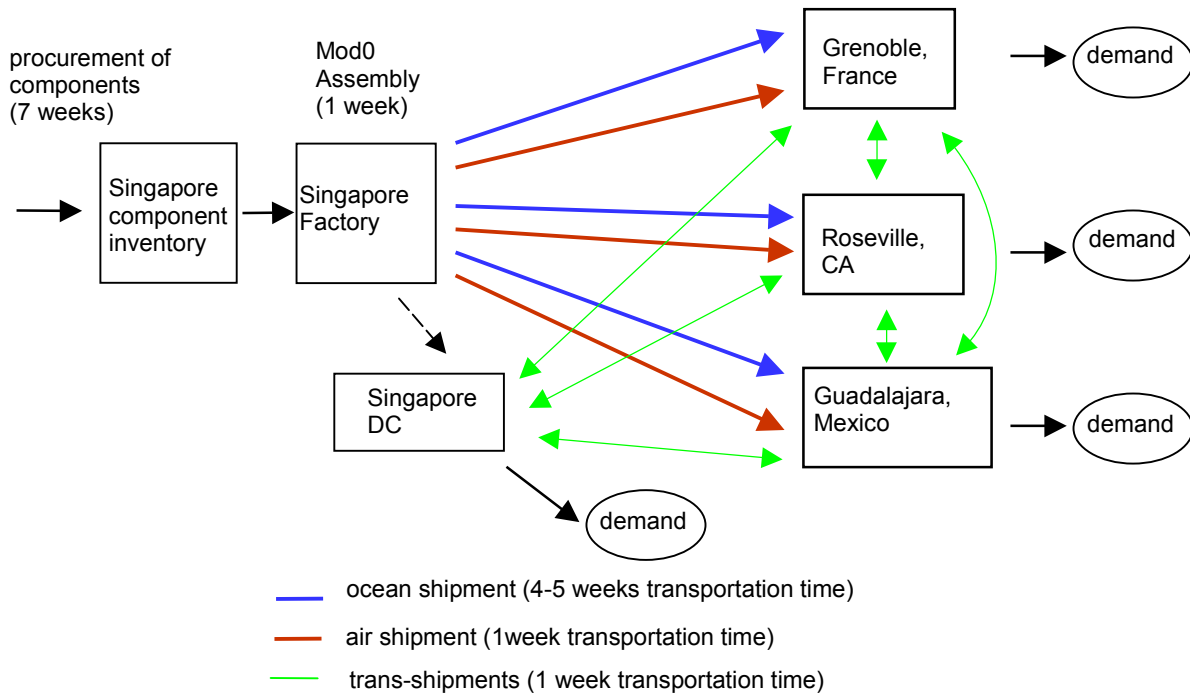 procurement of
components
(7 weeks)
Mod0
Assembly
(1 week)
Singapore
component
inventory
Singapore
Factory
Singapore
DC
Grenoble,
France
demand
Roseville,
CA
demand
Guadalajara,
Mexico
demand
demand
ocean shipment (4-5 weeks transportation time)
air shipment (1week transportation time)
trans-shipments (1 week transportation time)